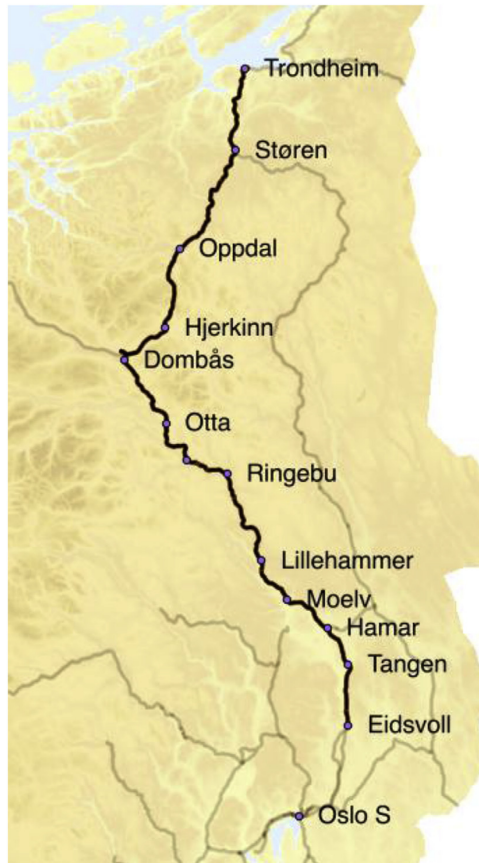 Trondheim
Støren
Oppdal
Hjerkinn
Dombås
Otta
Ringebu
Lillehammer
Moelv
Hamar
Tangen
Eidsvoll
Oslo S